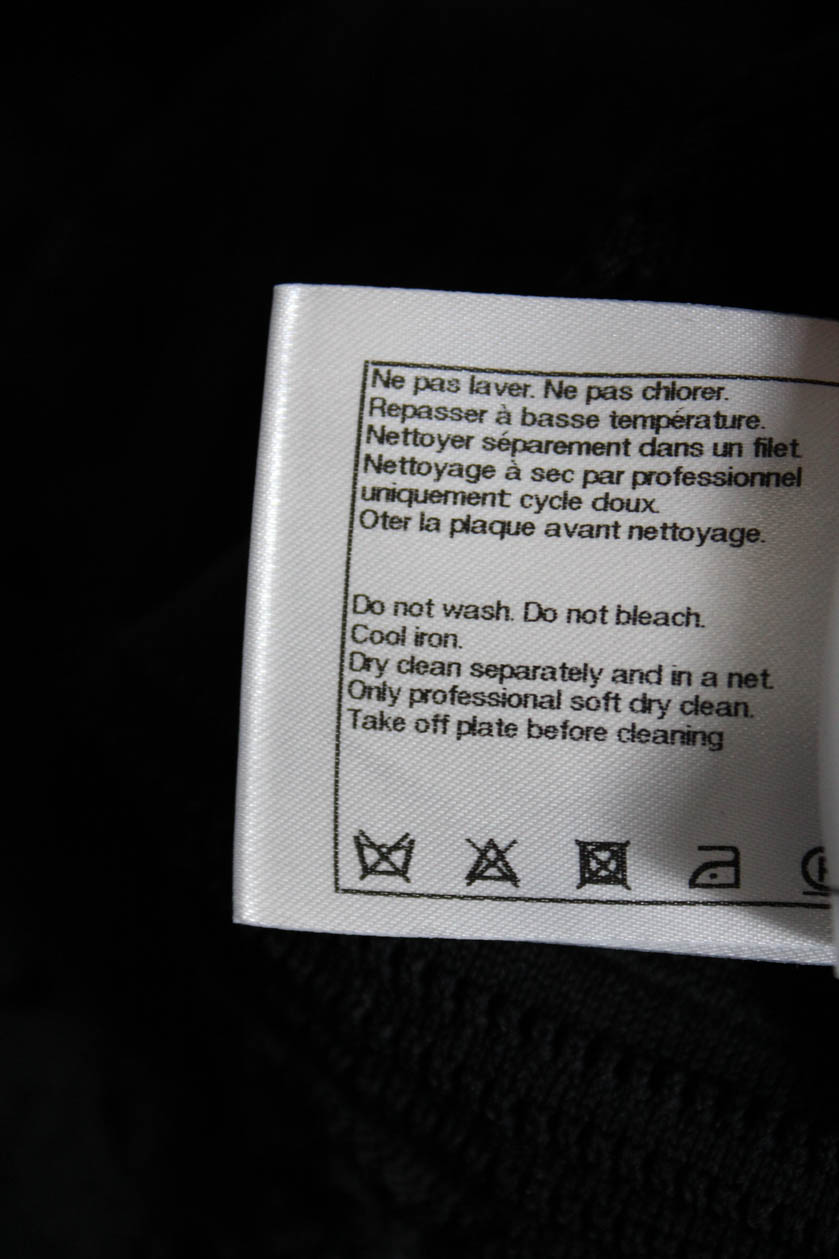 Ne pas laver. Ne pas chlorer.
Repasser à basse température.
Nettoyer séparement dans un filet.
Nettoyage à sec par professionnel
uniquement: cycle doux.
Oter la plaque avant nettoyage.
Do not wash. Do not bleach.
Cool iron.
Dry clean separately and in a net.
Only professional soft dry clean.
Take off plate before cleaning